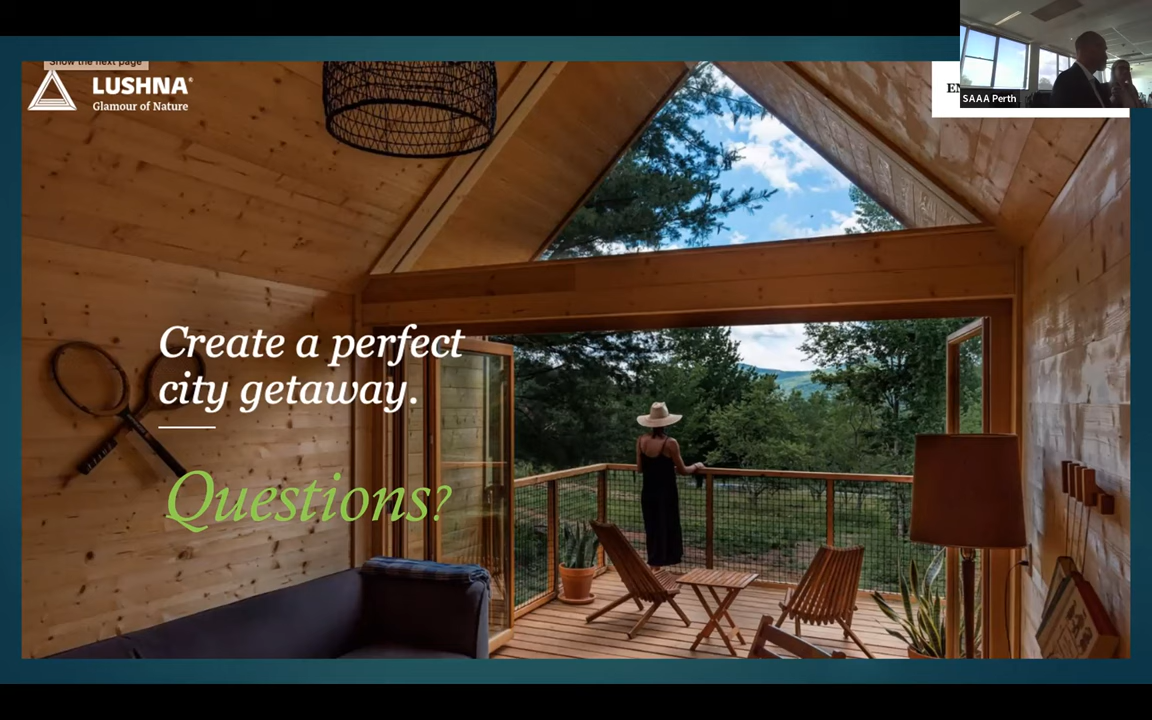 Show the next page
LUSHNA®
Glamour of Nature
SAAA Perth
Create a perfect
city getaway.
Questions?